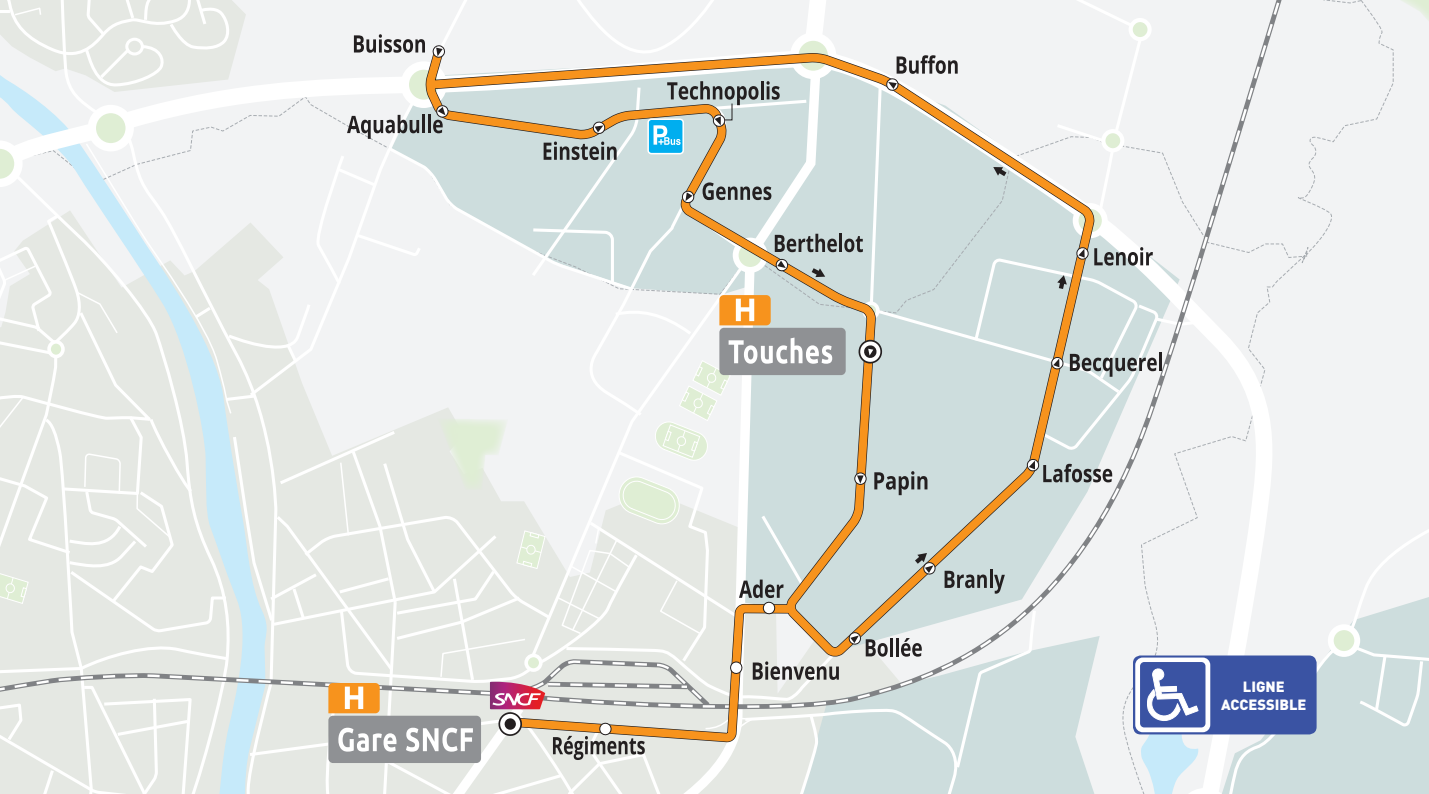 Buisson
Buffon
Technopolis
Aquabulle
P
+Bus
Einstein
Gennes
Berthelot
Lenoir
H
Touches
Becquerel
Lafosse
Papin
Branly
Ader
Bollée
Bienvenu
H
SNCF
Gare SNCF
Régiments
LIGNE
ACCESSIBLE